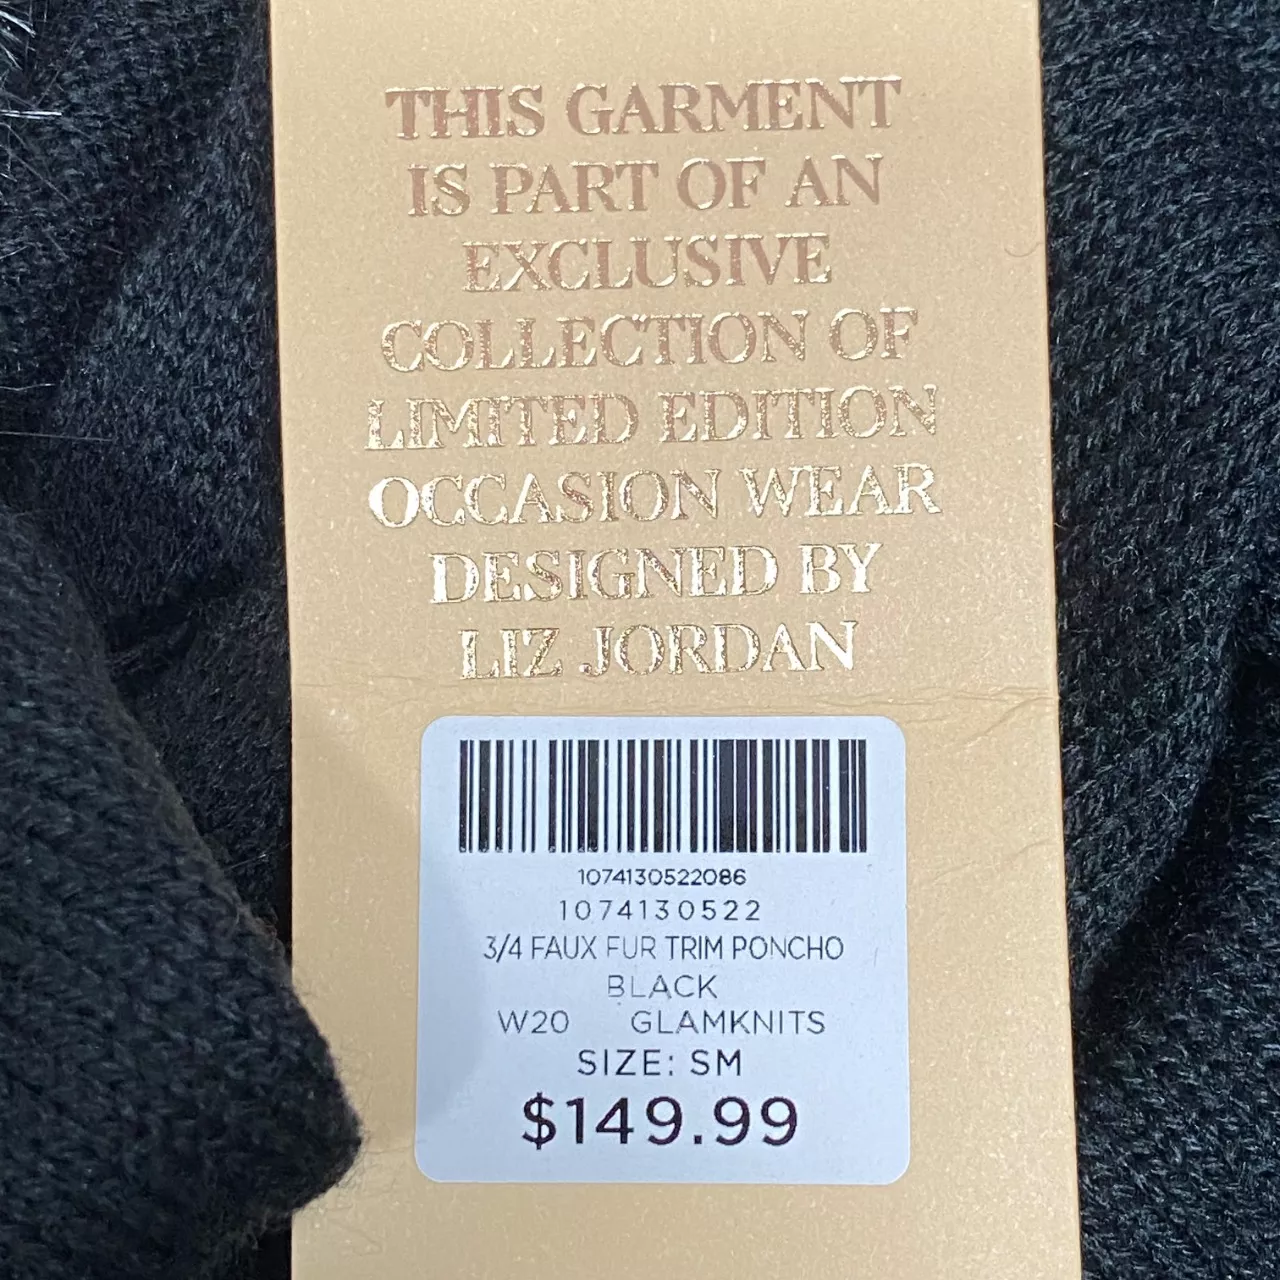 THIS GARMENT
IS PART OF AN
EXCLUSIVE
COLLECTION OF
LIMITED EDITION
OCCASION WEAR
DESIGNED BY
LIZ JORDAN
1074130522086
1074130522
3/4 FAUX FUR TRIM PONCHO
BLACK
W20 GLAMKNITS
SIZE: SM
$149.99